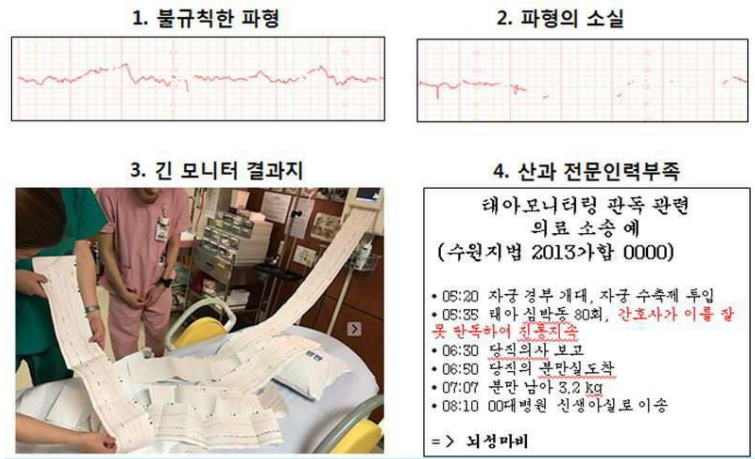 1. 불규칙한 파형
2. 파형의 소실
3. 긴 모니터 결과지
4. 산과 전문인력부족
태아모니터링 판독 관련
의료 소송 예
(수원지법 2013가합 0000)
• 05:20 자궁 경부 개대, 자궁 수축제 투입
• 05:35 태아 심박동 80회, 간호사가 이를 잘
못 판독하여 진통지속
• 06:30 당직의사 보고
• 06:50 당직의 분만실도착
• 07:07 분만 남아 3.2 kg
• 08:10 00대병원 신생아실로 이송
=> 뇌성마비